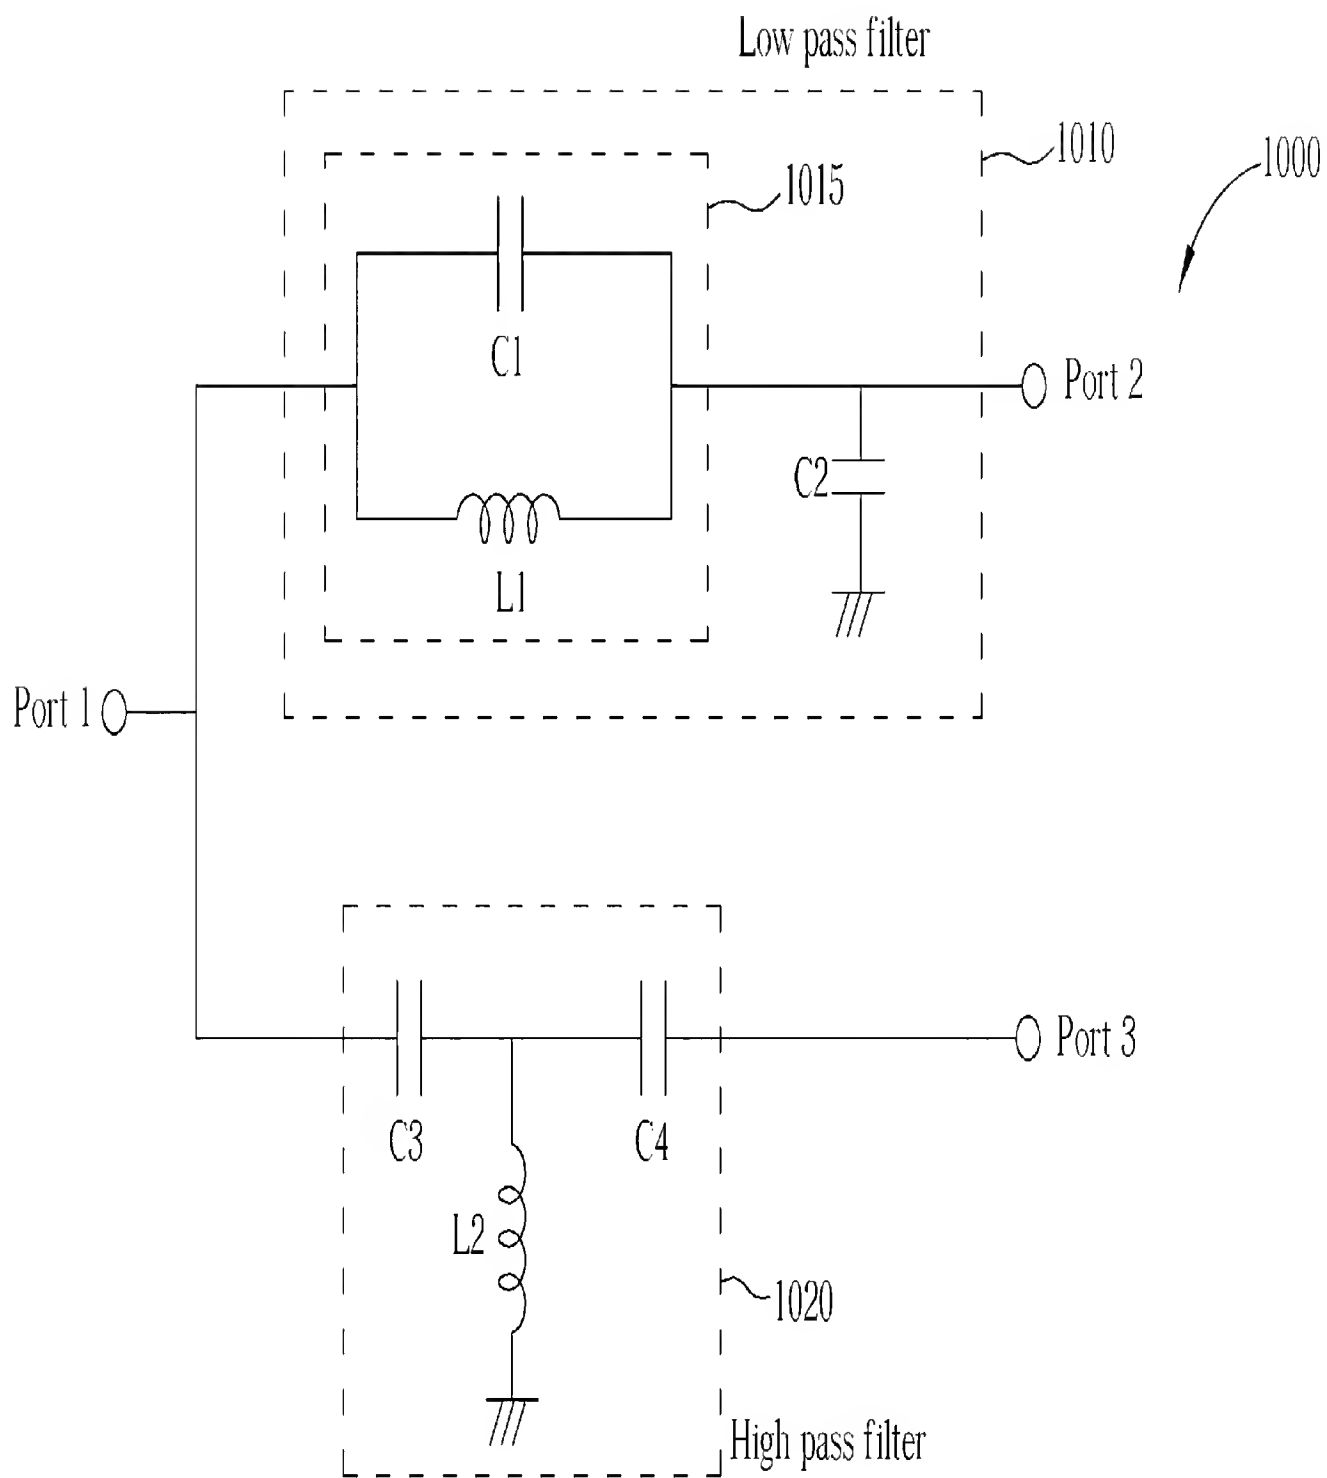 Low pass filter
1010
1000
1015
C1
Port 2
C2
L1
Port 1
Port 3
C3
C4
L2
1020
High pass filter